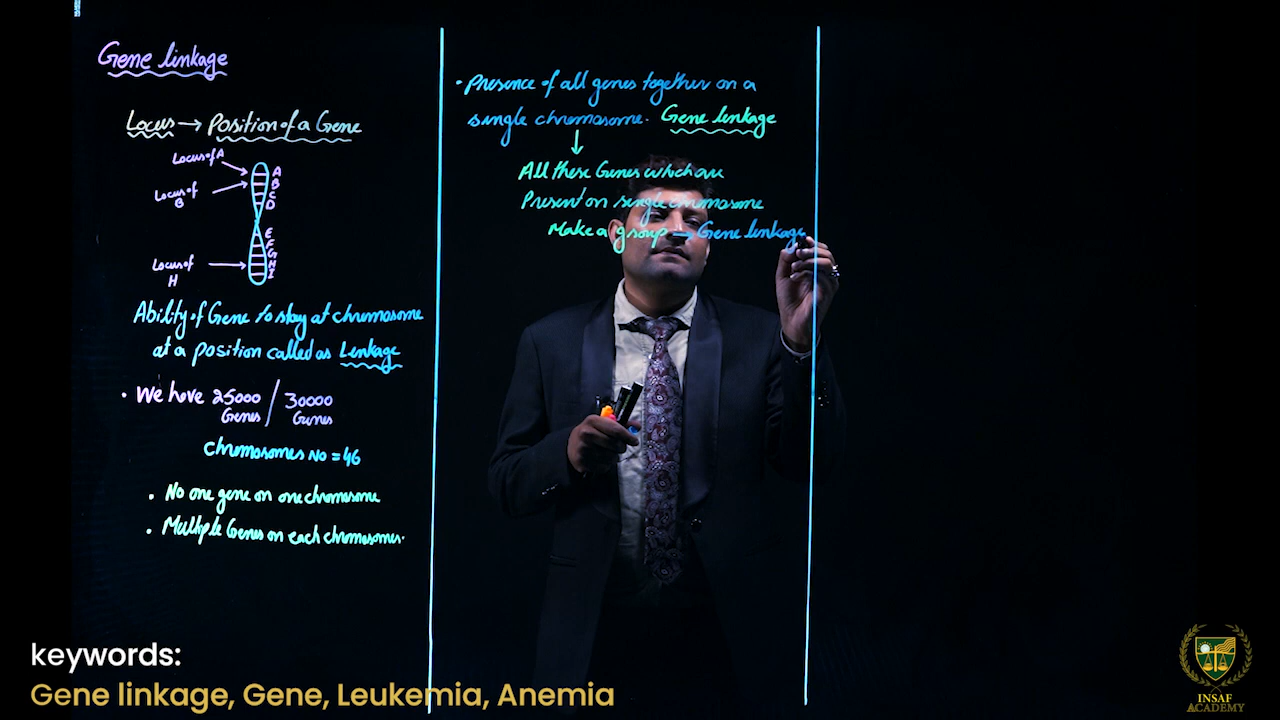 Gene linkage
Locus → Position of a Gene
Locus of A
Locus of B
A
B
C
D
E
F
G
H
I
Locus of H
Ability of Gene to stay at chromosome
at a position called as Linkage
• We have 25000 Genes / 30000 Genes
Chromosomes No = 46
• No one gene on one chromosome
• Multiple Genes on each chromosomes.
• Presence of all genes together on a
single chromosome. Gene linkage
↓
All these Genes which are
Present on single chromosome
Make a group → Gene linkage
keywords:
Gene linkage, Gene, Leukemia, Anemia
INSAF
ACADEMY